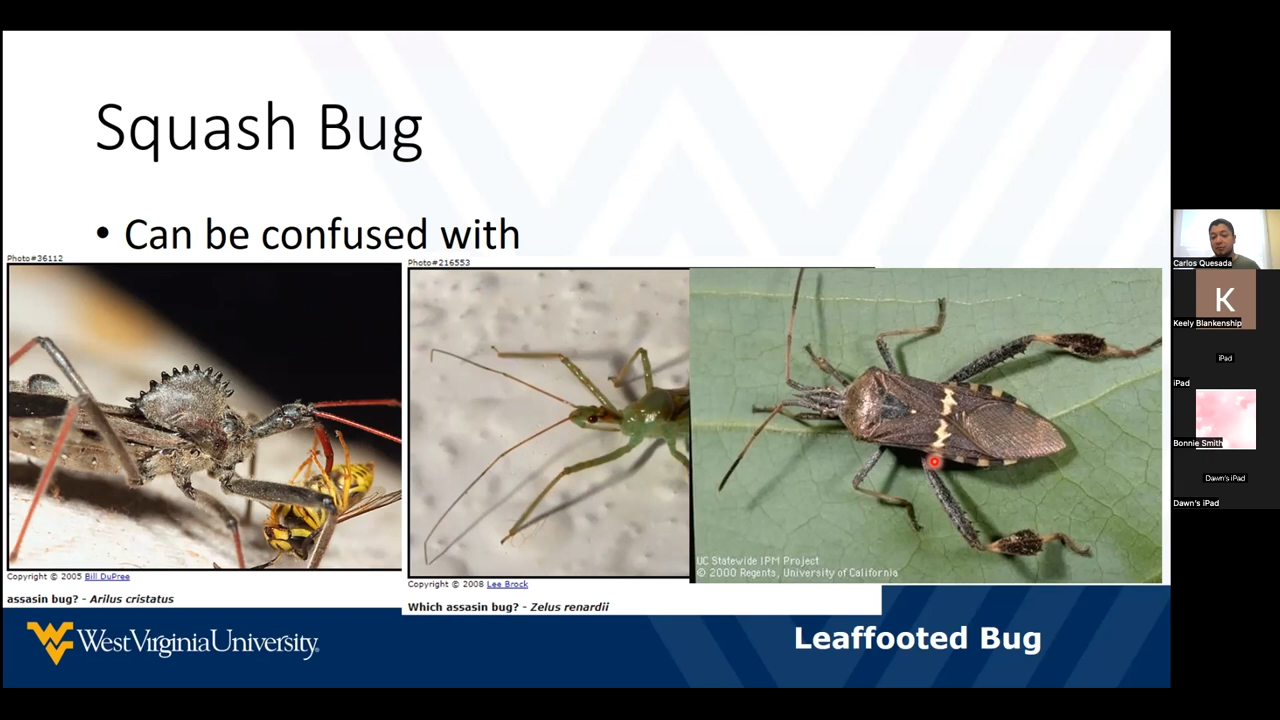 Squash Bug
• Can be confused with
Photo#36112
Photo#216553
UC Statewide IPM Project
© 2000 Regents, University of California
Copyright © 2005 Bill DuPree
Copyright © 2008 Lee Brock
assasin bug? - Arilus cristatus
Which assasin bug? - Zelus renardii
West Virginia University.
Leaffooted Bug
Carlos Quesada
K
Keely Blankenship
iPad
iPad
Bonnie Smith
Dawn's iPad
Dawn's iPad